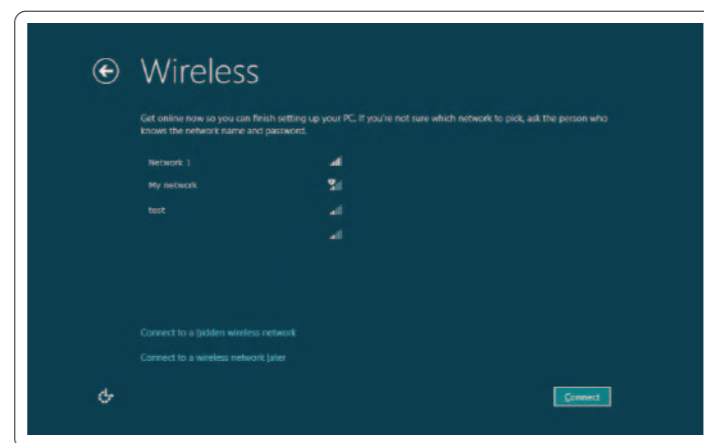 Wireless
Get online now so you can finish setting up your PC. If you're not sure which network to pick, ask the person who
knows the network name and password.
Network 1
My network
test
Connect to a hidden wireless network
Connect to a wireless network later
Connect